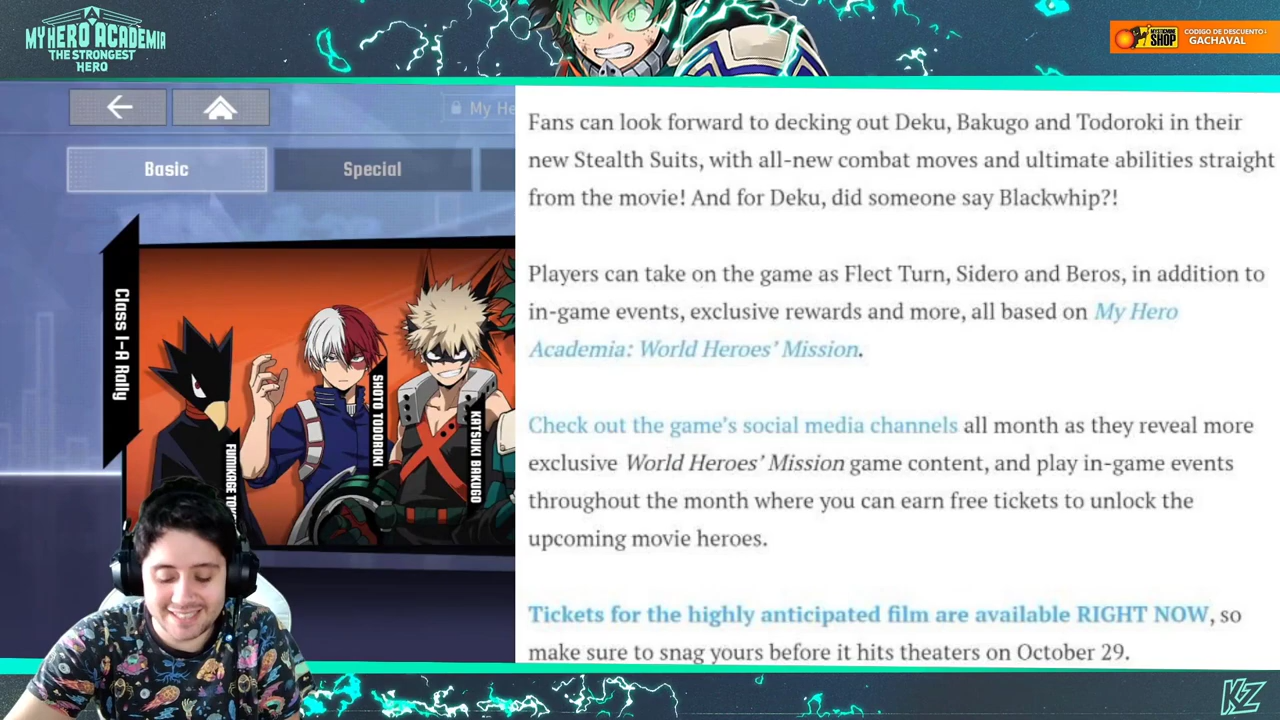 MY HERO ACADEMIA
THE STRONGEST
HERO
MYSTICMINE
SHOP
CODIGO DE DESCUENTO↓
GACHAVAL
My He
Basic
Special
Class 1-A Rally
SHOTO TODOROKI
KATSUKI BAKUGO
Fans can look forward to decking out Deku, Bakugo and Todoroki in their
new Stealth Suits, with all-new combat moves and ultimate abilities straight
from the movie! And for Deku, did someone say Blackwhip?!
Players can take on the game as Flect Turn, Sidero and Beros, in addition to
in-game events, exclusive rewards and more, all based on My Hero
Academia: World Heroes’ Mission.
Check out the game’s social media channels all month as they reveal more
exclusive World Heroes’ Mission game content, and play in-game events
throughout the month where you can earn free tickets to unlock the
upcoming movie heroes.
Tickets for the highly anticipated film are available RIGHT NOW, so
make sure to snag yours before it hits theaters on October 29.
KZ